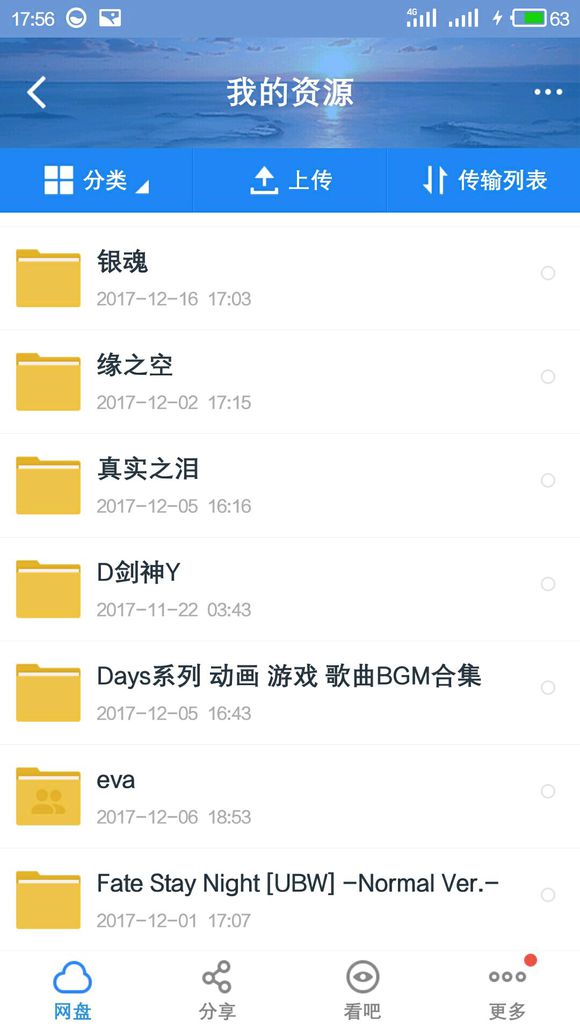 17:56
4G
63
我的资源
分类
上传
传输列表
银魂
2017-12-16 17:03
缘之空
2017-12-02 17:15
真实之泪
2017-12-05 16:16
D剑神Y
2017-11-22 03:43
Days系列 动画 游戏 歌曲BGM合集
2017-12-05 16:43
eva
2017-12-06 18:53
Fate Stay Night [UBW] -Normal Ver.-
2017-12-01 17:07
网盘
分享
看吧
更多